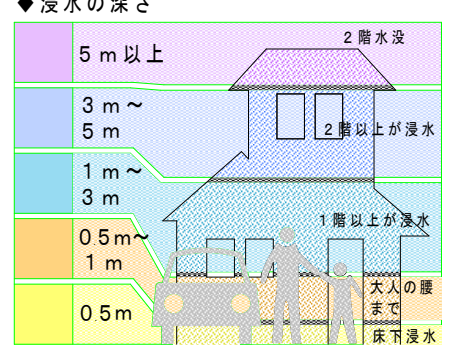 ◆浸水の深さ
5m以上
2階水没
3m～
5m
2階以上が浸水
1m～
3m
1階以上が浸水
0.5m～
1m
大人の腰
まで
0.5m
床下浸水